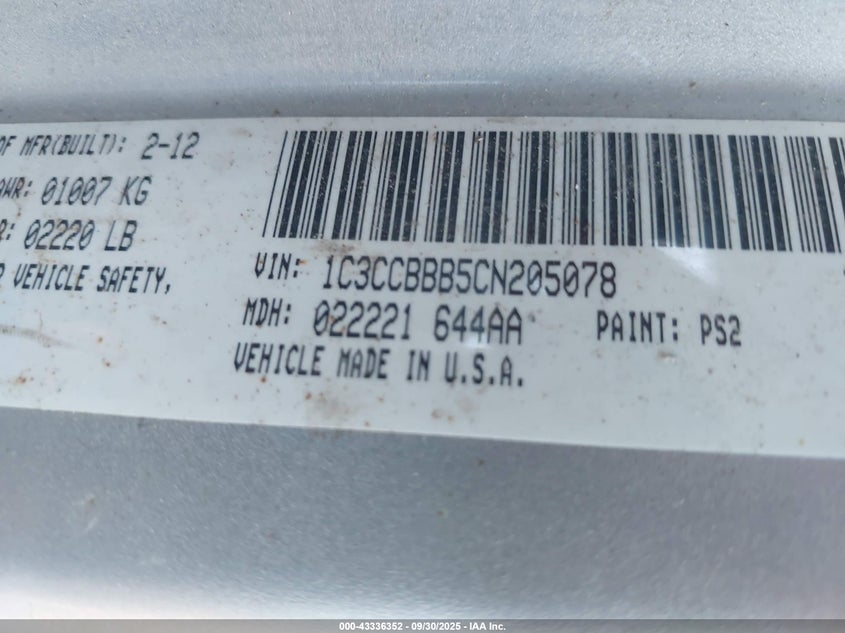 OF MFR(BUILT): 2-12
AWR: 01007 KG
R: 02220 LB
R VEHICLE SAFETY,
VIN: 1C3CCBBB5CN205078
MDH: 022221 644AA PAINT: PS2
VEHICLE MADE IN U.S.A.
000-43336352 - 09/30/2025 - IAA Inc.